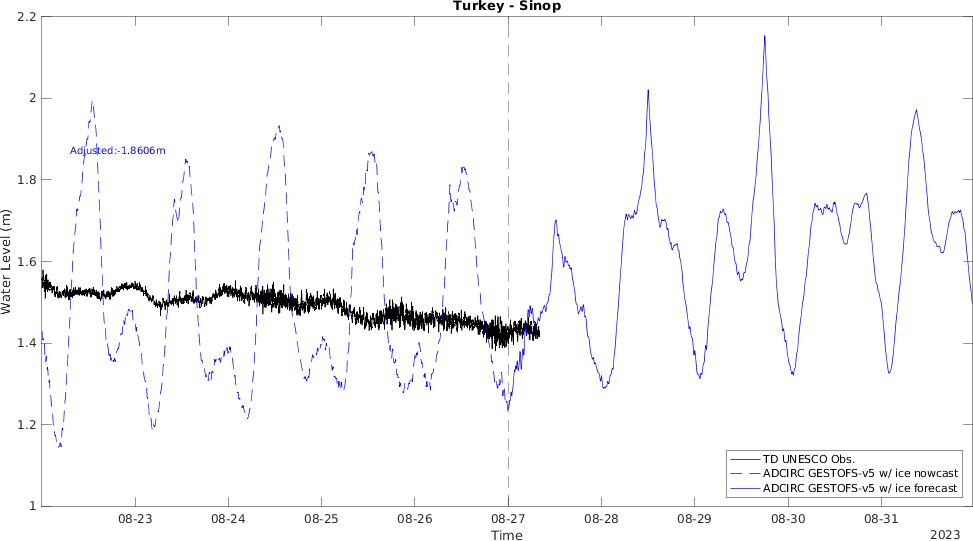 Turkey - Sinop
2.2
2
1.8
1.6
1.4
1.2
1
Water Level (m)
Adjusted:-1.8606m
TD UNESCO Obs.
ADCIRC GESTOFS-v5 w/ ice nowcast
ADCIRC GESTOFS-v5 w/ ice forecast
08-23 08-24 08-25 08-26 08-27 08-28 08-29 08-30 08-31
Time
2023